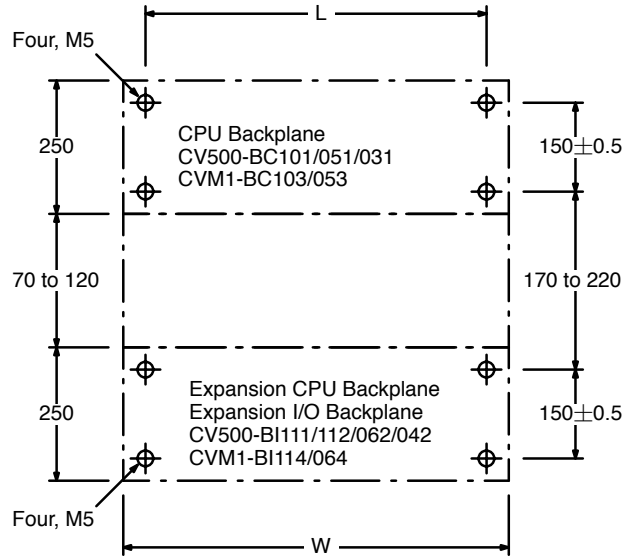 L
Four, M5
250
CPU Backplane
CV500-BC101/051/031
CVM1-BC103/053
150±0.5
70 to 120
170 to 220
250
Expansion CPU Backplane
Expansion I/O Backplane
CV500-BI111/112/062/042
CVM1-BI114/064
150±0.5
Four, M5
W